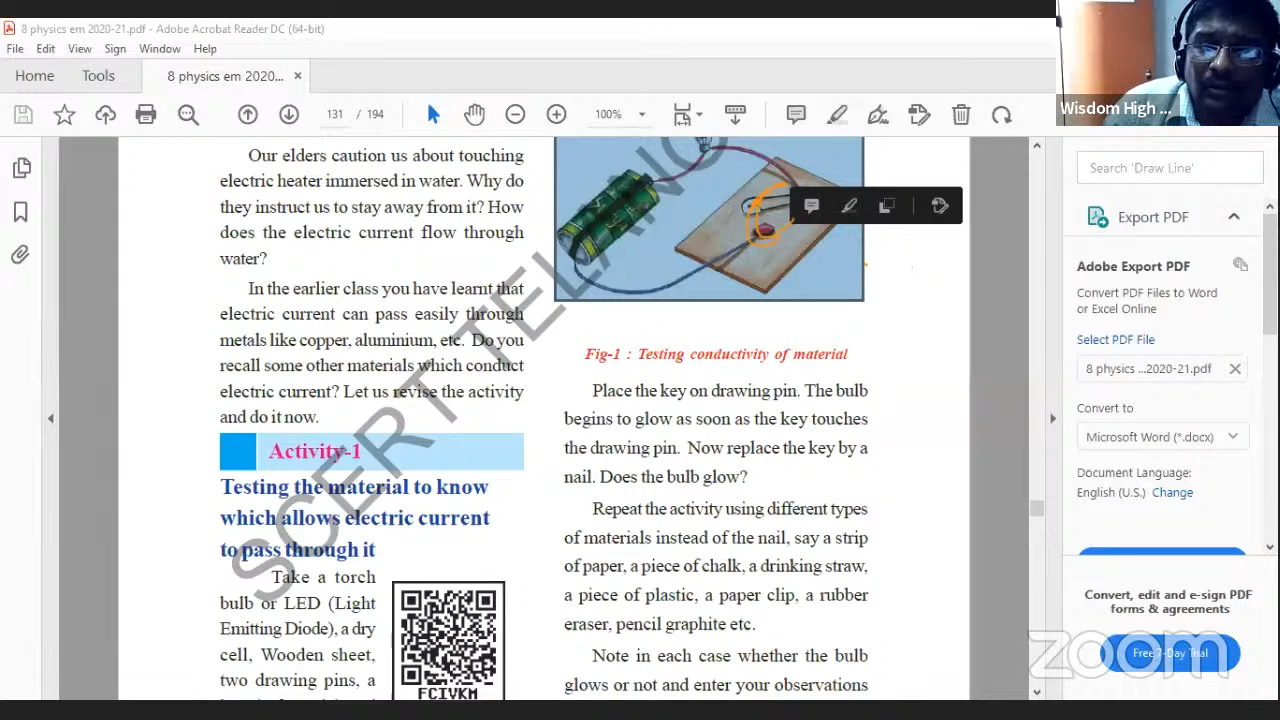 8 physics em 2020-21.pdf - Adobe Acrobat Reader DC (64-bit)
File Edit View Sign Window Help
Home Tools 8 physics em 2020... ×
131 / 194 100%
Wisdom High ...
Our elders caution us about touching
electric heater immersed in water. Why do
they instruct us to stay away from it? How
does the electric current flow through
water?
In the earlier class you have learnt that
electric current can pass easily through
metals like copper, aluminium, etc. Do you
recall some other materials which conduct
electric current? Let us revise the activity
and do it now.
Activity-1
Testing the material to know
which allows electric current
to pass through it
Take a torch
bulb or LED (Light
Emitting Diode), a dry
cell, Wooden sheet,
two drawing pins, a
FCIVKM
Fig-1 : Testing conductivity of material
Place the key on drawing pin. The bulb
begins to glow as soon as the key touches
the drawing pin. Now replace the key by a
nail. Does the bulb glow?
Repeat the activity using different types
of materials instead of the nail, say a strip
of paper, a piece of chalk, a drinking straw,
a piece of plastic, a paper clip, a rubber
eraser, pencil graphite etc.
Note in each case whether the bulb
glows or not and enter your observations
SCERT TELANG
Search 'Draw Line'
Export PDF
Adobe Export PDF
Convert PDF Files to Word
or Excel Online
Select PDF File
8 physics ...2020-21.pdf
Convert to
Microsoft Word (*.docx)
Document Language:
English (U.S.) Change
Convert, edit and e-sign PDF
forms & agreements
Free 7-Day Trial
zoom